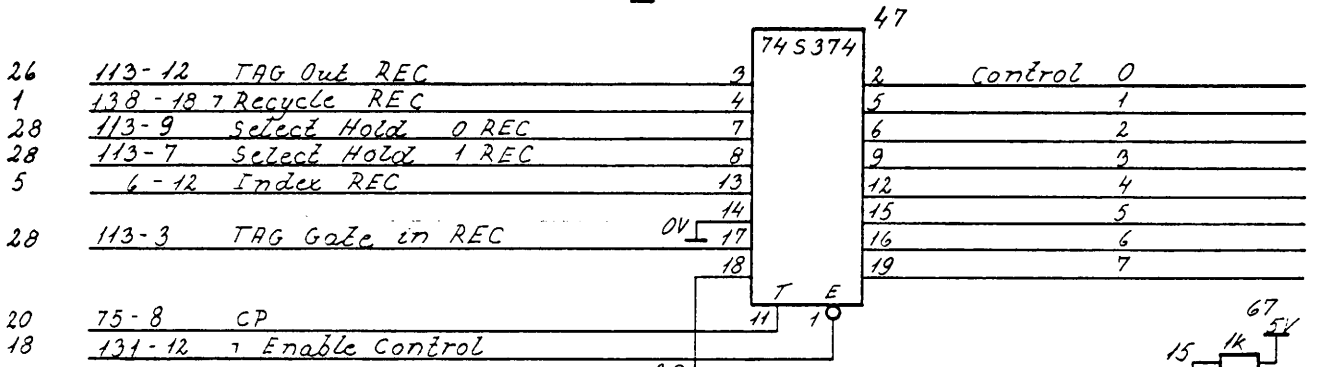 47
74S374
26 113-12 TAG Out REC 3 2 Control 0
1 138-18 ¬ Recycle REC 4 5 1
28 113-9 Select Hold 0 REC 7 6 2
28 113-7 Select Hold 1 REC 8 9 3
5 6-12 Index REC 13 12 4
14 15 5
0V
28 113-3 TAG Gate in REC 17 16 6
18 19 7
T E
20 75-8 CP 11 1
18 131-12 ¬ Enable Control
67
5V
15 1k